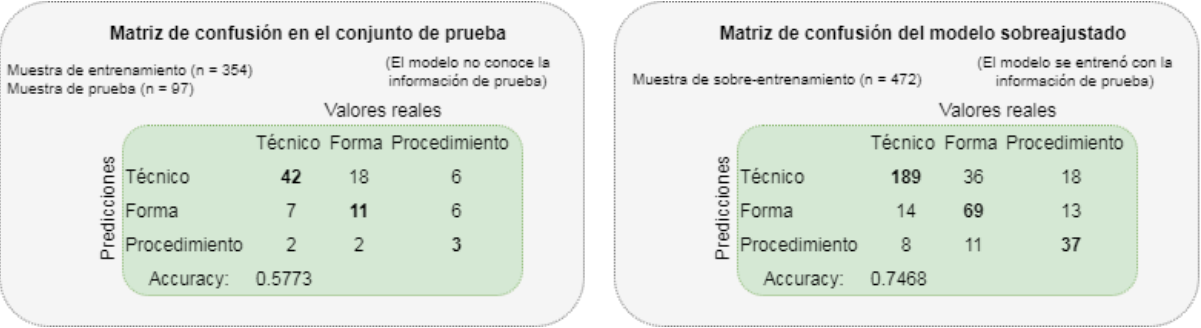 Matriz de confusión en el conjunto de prueba
Muestra de entrenamiento (n = 354)
Muestra de prueba (n = 97)
(El modelo no conoce la
información de prueba)
Valores reales
Predicciones
Técnico Forma Procedimiento
Técnico 42 18 6
Forma 7 11 6
Procedimiento 2 2 3
Accuracy: 0.5773
Matriz de confusión del modelo sobreajustado
Muestra de sobre-entrenamiento (n = 472)
(El modelo se entrenó con la
información de prueba)
Valores reales
Predicciones
Técnico Forma Procedimiento
Técnico 189 36 18
Forma 14 69 13
Procedimiento 8 11 37
Accuracy: 0.7468